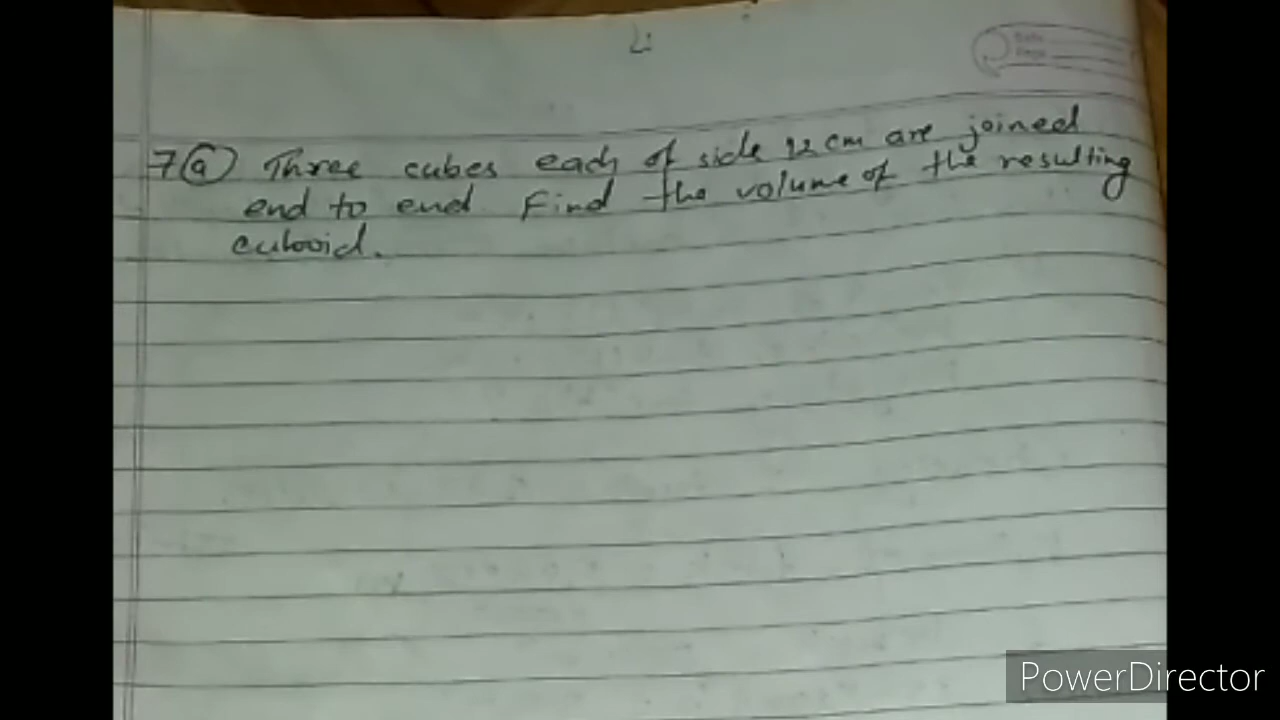 7(a) Three cubes each of side 12 cm are joined
end to end. Find the volume of the resulting
cuboid.
PowerDirector